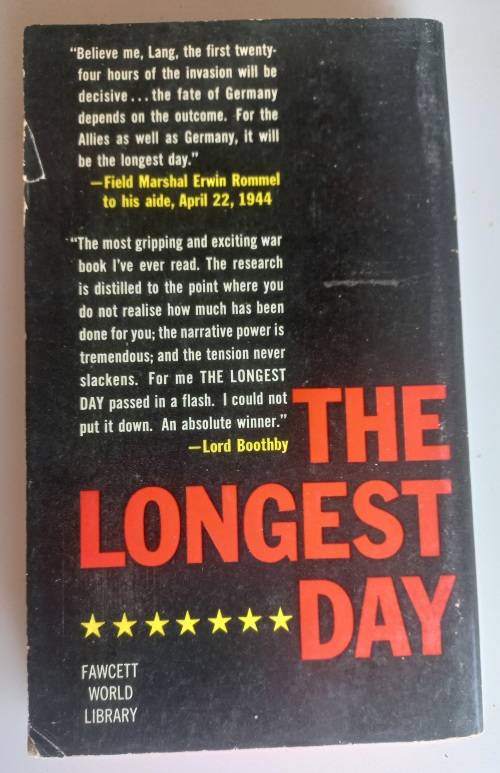 "Believe me, Lang, the first twenty-
four hours of the invasion will be
decisive...the fate of Germany
depends on the outcome. For the
Allies as well as Germany, it will
be the longest day."
—Field Marshal Erwin Rommel
to his aide, April 22, 1944
"The most gripping and exciting war
book I've ever read. The research
is distilled to the point where you
do not realise how much has been
done for you; the narrative power is
tremendous; and the tension never
slackens. For me THE LONGEST
DAY passed in a flash. I could not
put it down. An absolute winner."
—Lord Boothby
THE
LONGEST
DAY
FAWCETT
WORLD
LIBRARY